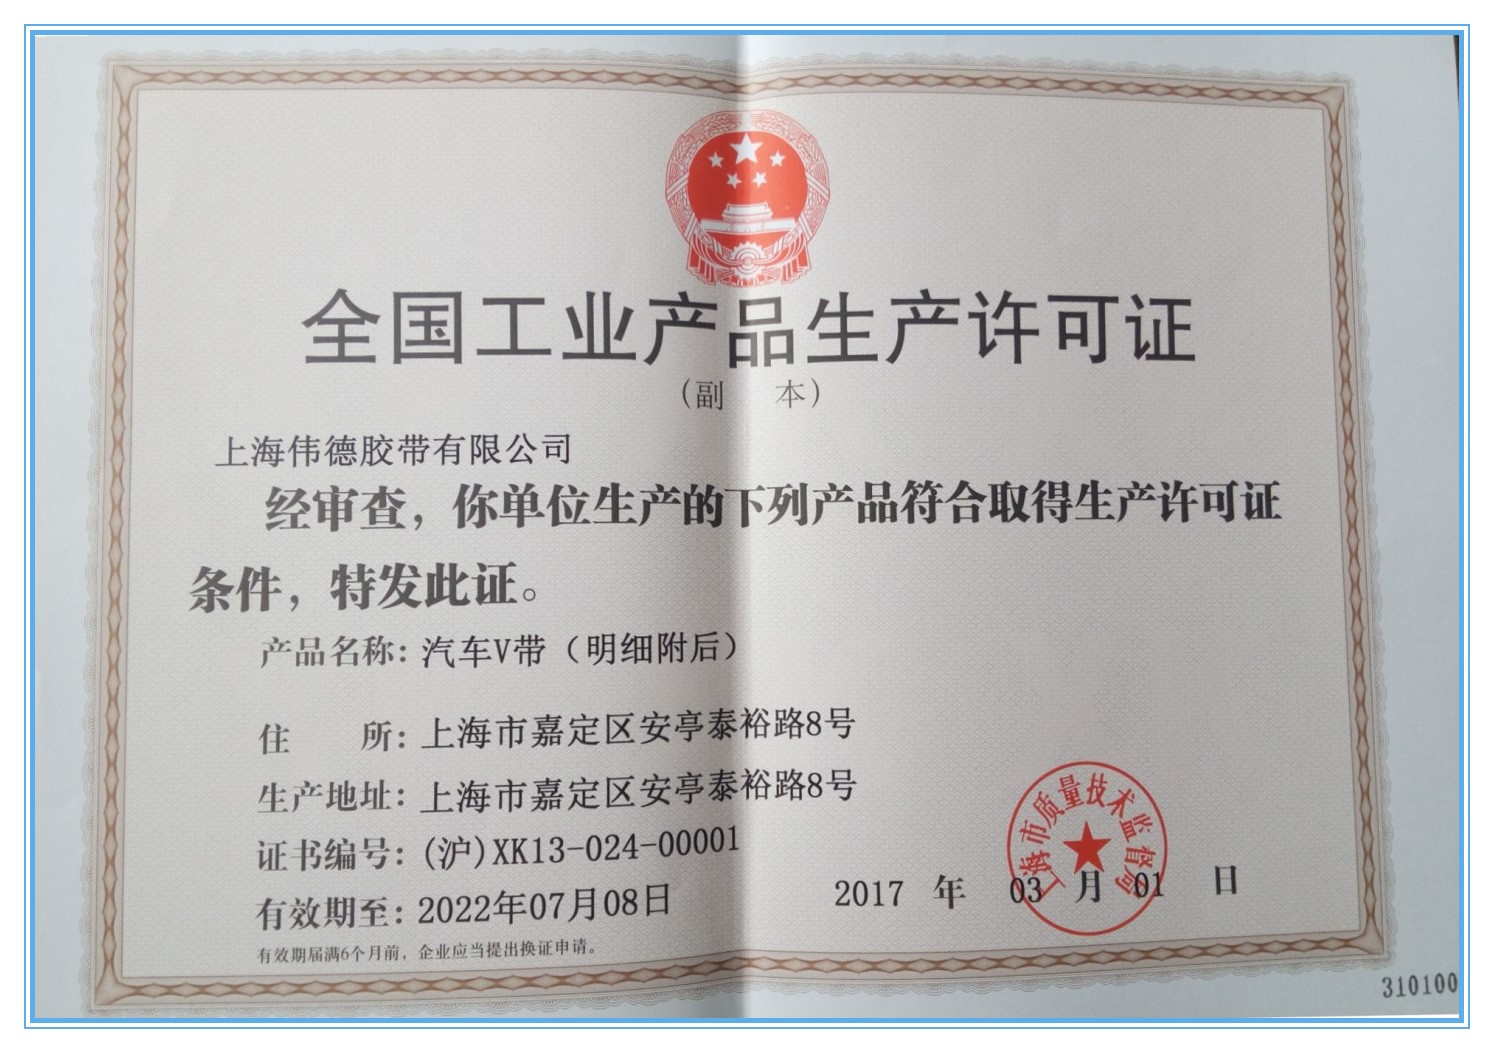 全国工业产品生产许可证
（副 本）
上海伟德胶带有限公司
经审查，你单位生产的下列产品符合取得生产许可证
条件，特发此证。
产品名称：汽车V带（明细附后）
住 所：上海市嘉定区安亭泰裕路8号
生产地址：上海市嘉定区安亭泰裕路8号
证书编号：(沪)XK13-024-00001
有效期至：2022年07月08日
上海市质量技术监督局
2017 年 03 月 01 日
有效期届满6个月前，企业应当提出换证申请。
310100